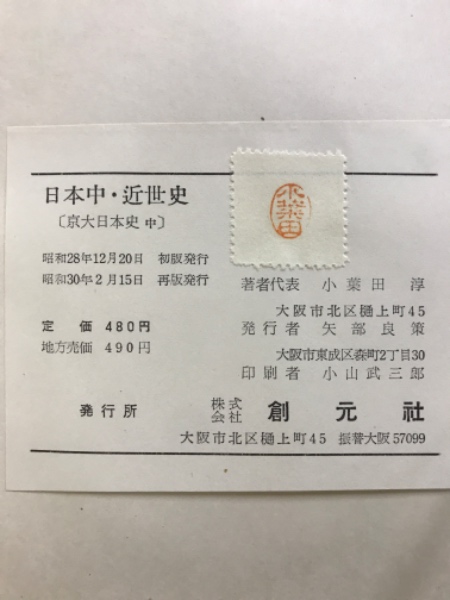 日本中・近世史
〔京大日本史 中〕
昭和28年12月20日 初版発行
昭和30年2月15日 再版発行
定価 480円
地方売価 490円
小葉田
著者代表 小葉田淳
大阪市北区樋上町45
発行者 矢部良策
大阪市東成区森町2丁目30
印刷者 小山武三郎
発行所 株式会社 創元社
大阪市北区樋上町45 振替大阪57099